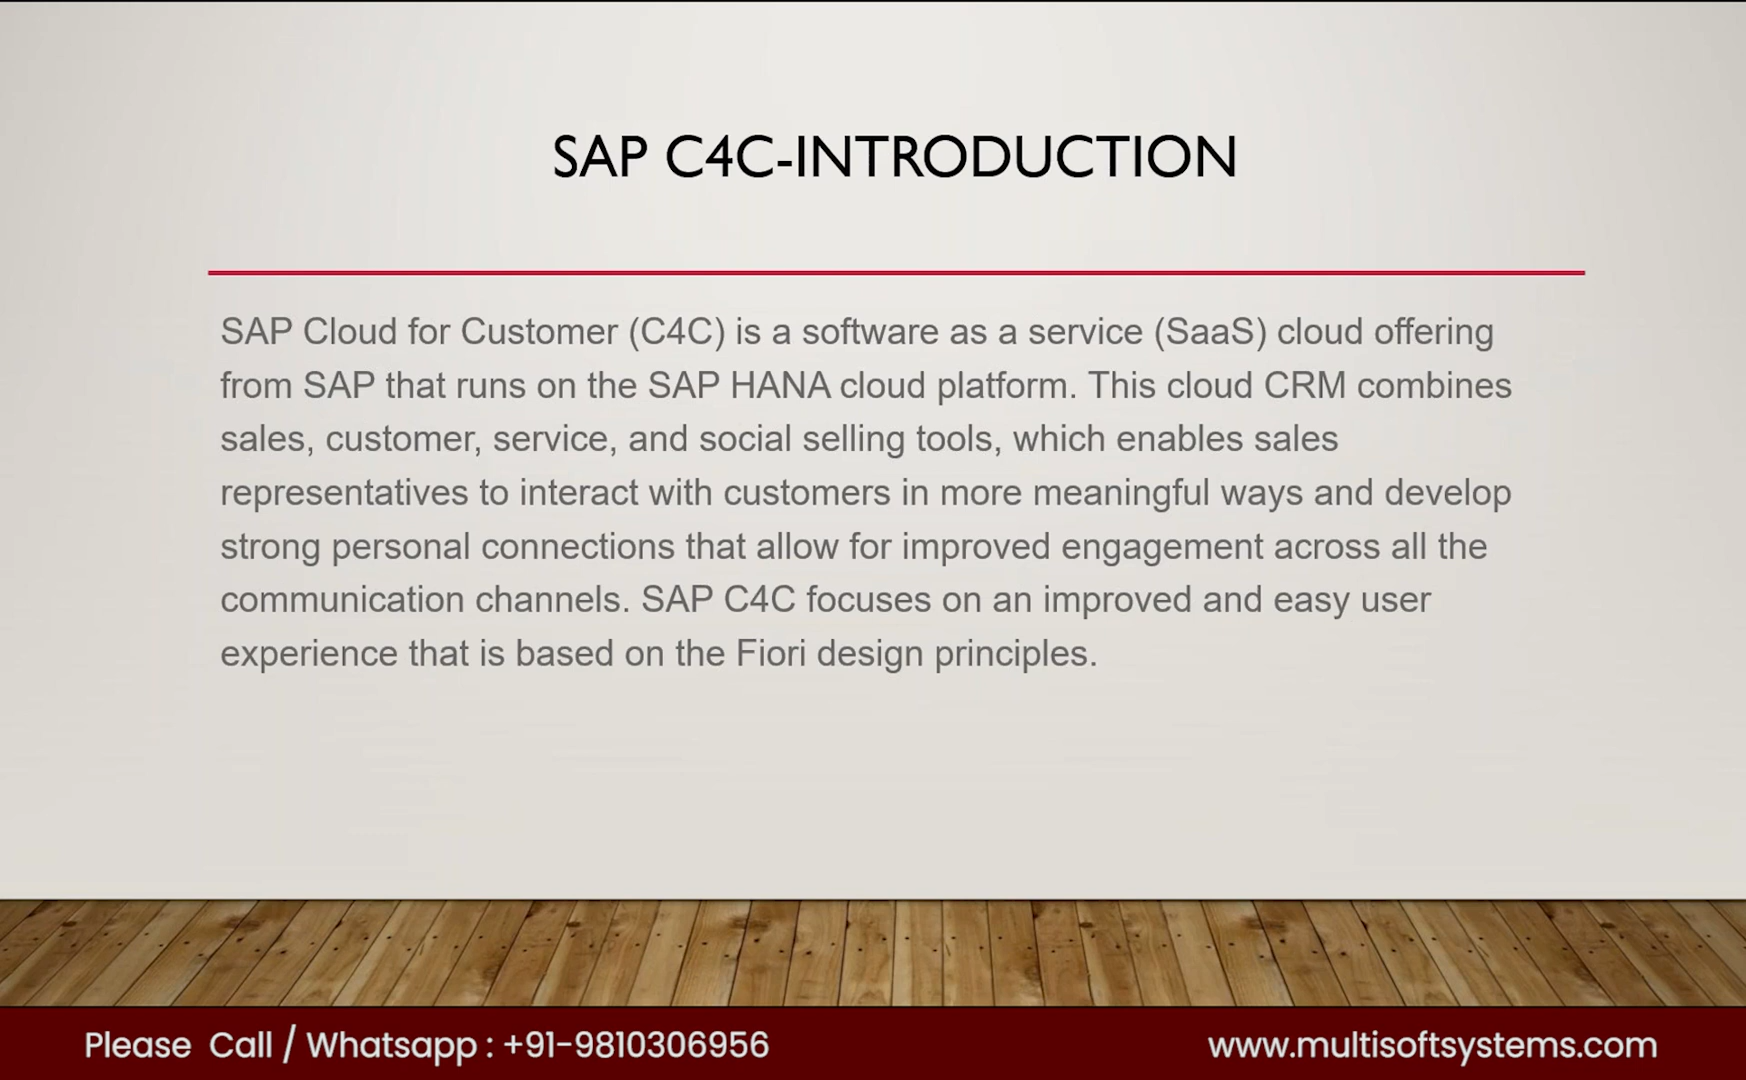 SAP C4C-INTRODUCTION
SAP Cloud for Customer (C4C) is a software as a service (SaaS) cloud offering
from SAP that runs on the SAP HANA cloud platform. This cloud CRM combines
sales, customer, service, and social selling tools, which enables sales
representatives to interact with customers in more meaningful ways and develop
strong personal connections that allow for improved engagement across all the
communication channels. SAP C4C focuses on an improved and easy user
experience that is based on the Fiori design principles.
Please Call / Whatsapp : +91-9810306956
www.multisoftsystems.com